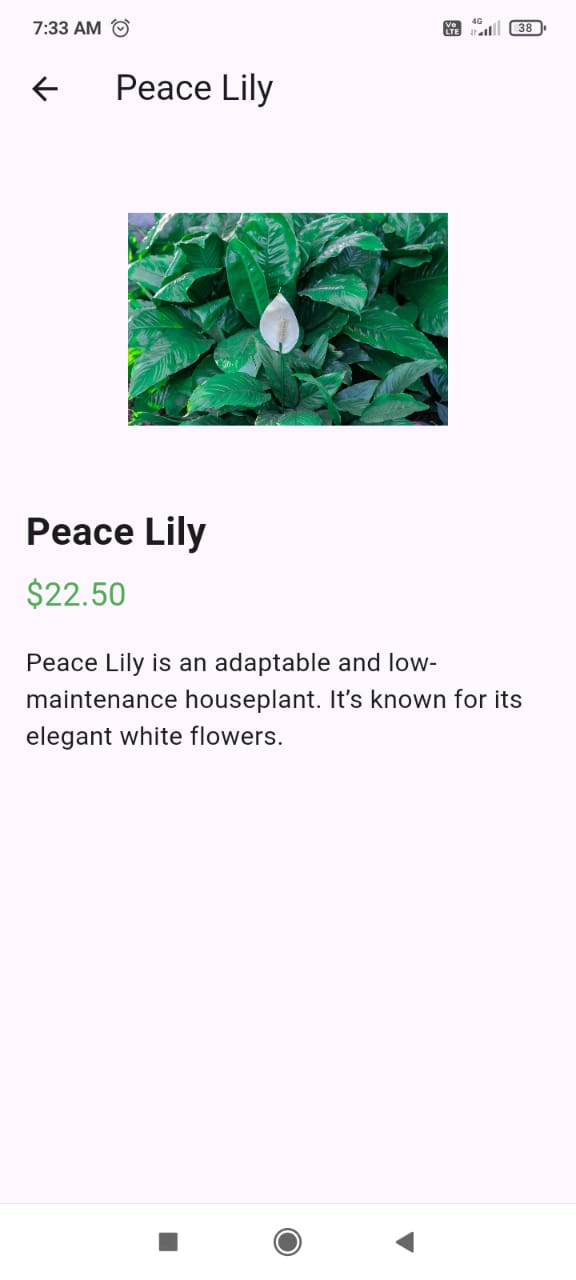 7:33 AM
Vo LTE 4G 38
Peace Lily
Peace Lily
$22.50
Peace Lily is an adaptable and low-
maintenance houseplant. It’s known for its
elegant white flowers.